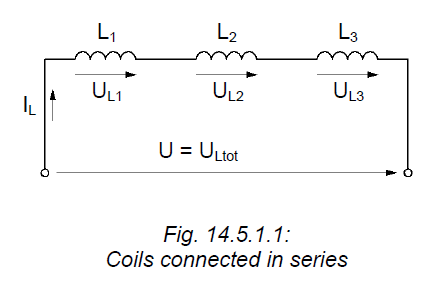 L1 L2 L3
UL1 UL2 UL3
IL
U = ULtot
Fig. 14.5.1.1:
Coils connected in series